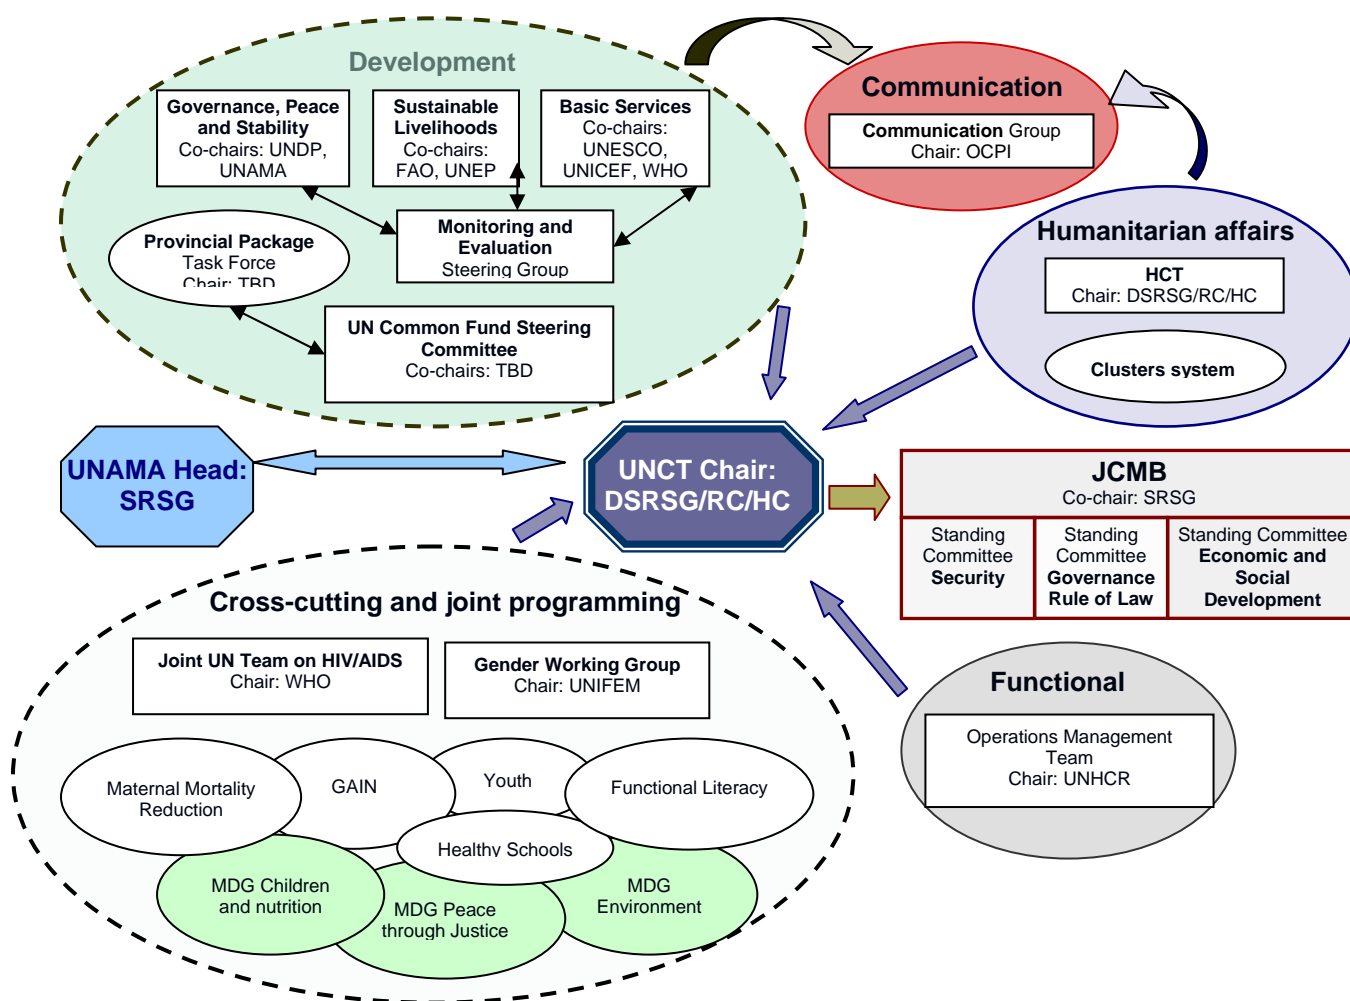 Development
Governance, Peace
and Stability
Co-chairs: UNDP,
UNAMA
Sustainable
Livelihoods
Co-chairs:
FAO, UNEP
Basic Services
Co-chairs:
UNESCO,
UNICEF, WHO
Provincial Package
Task Force
Chair: TBD
Monitoring and
Evaluation
Steering Group
UN Common Fund Steering
Committee
Co-chairs: TBD
Communication
Communication Group
Chair: OCPI
Humanitarian affairs
HCT
Chair: DSRSG/RC/HC
Clusters system
UNAMA Head:
SRSG
UNCT Chair:
DSRSG/RC/HC
JCMB
Co-chair: SRSG
Standing
Committee
Security
Standing
Committee
Governance
Rule of Law
Standing Committee
Economic and
Social
Development
Cross-cutting and joint programming
Joint UN Team on HIV/AIDS
Chair: WHO
Gender Working Group
Chair: UNIFEM
Maternal Mortality
Reduction
GAIN
Youth
Functional Literacy
Healthy Schools
MDG Children
and nutrition
MDG Peace
through Justice
MDG
Environment
Functional
Operations Management
Team
Chair: UNHCR